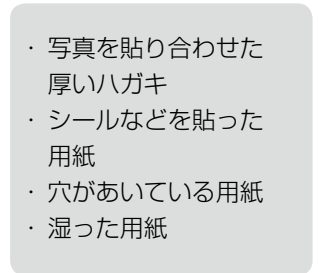 ・写真を貼り合わせた
厚いハガキ
・シールなどを貼った
用紙
・穴があいている用紙
・湿った用紙